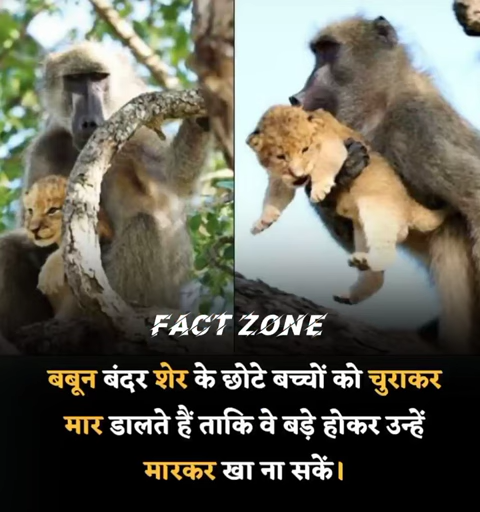 FACT ZONE
बबून बंदर शेर के छोटे बच्चों को चुराकर
मार डालते हैं ताकि वे बड़े होकर उन्हें
मारकर खा ना सकें।